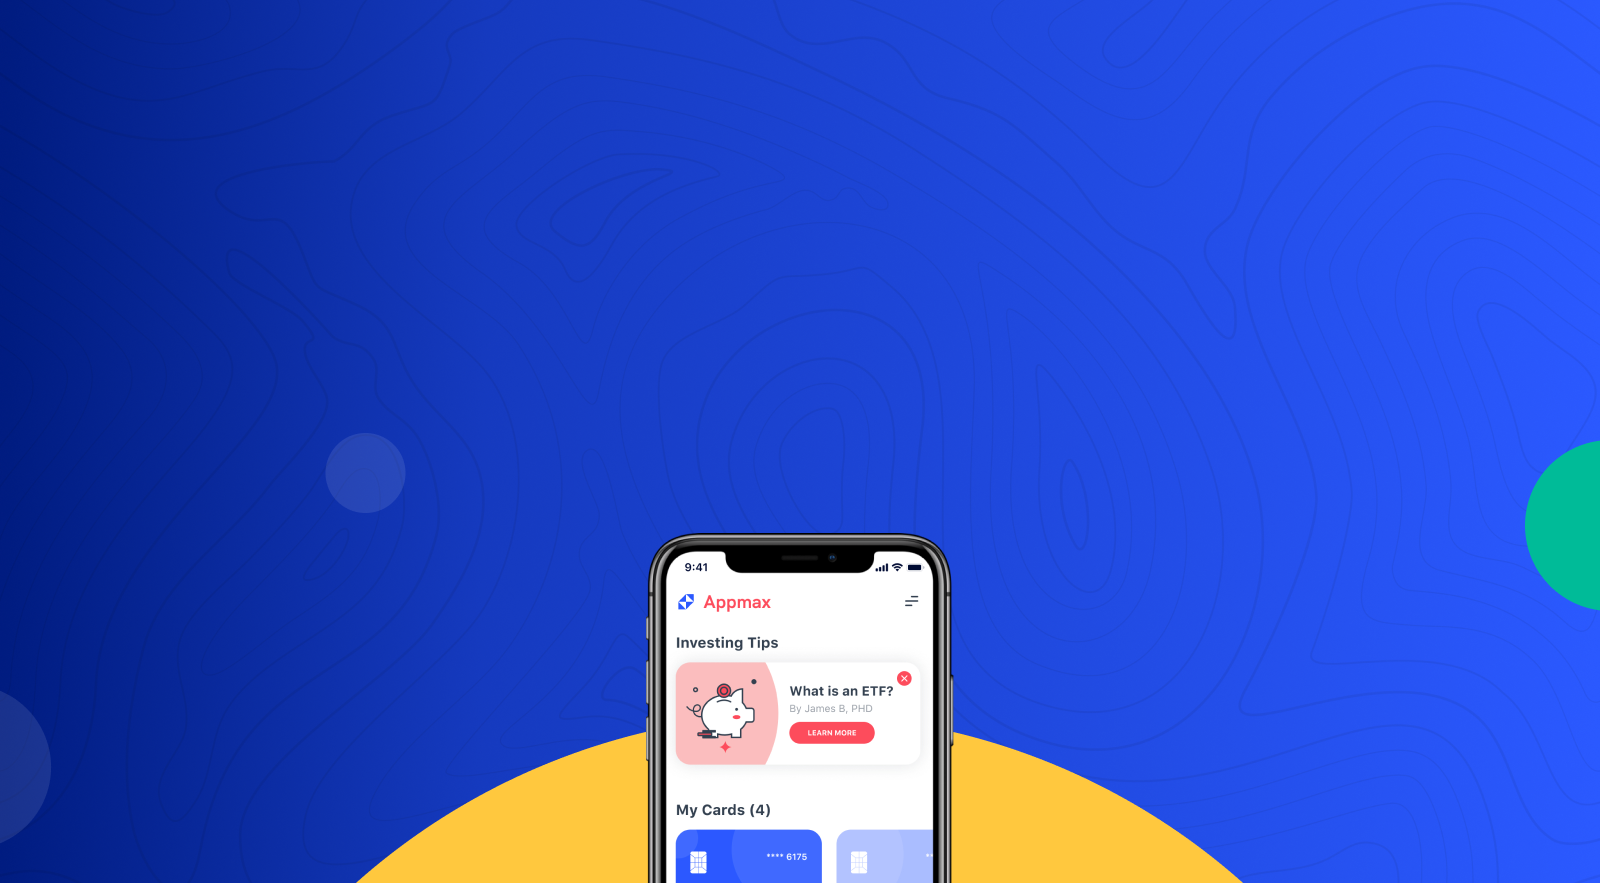 9:41
Appmax
Investing Tips
What is an ETF?
By James B, PHD
LEARN MORE
My Cards (4)
**** 6175
**